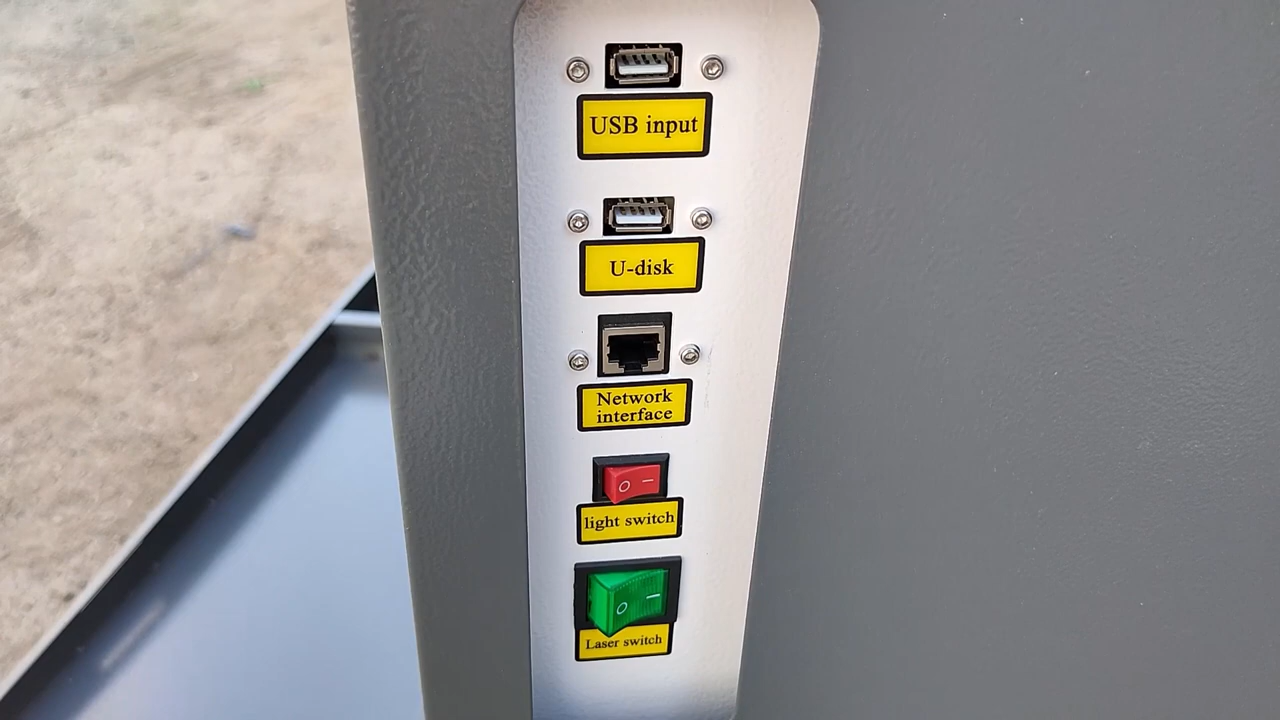 USB input
U-disk
Network
interface
light switch
Laser switch